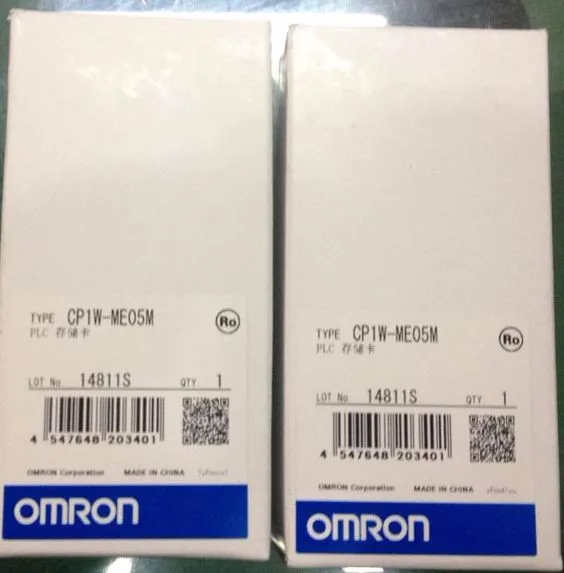 TYPE CP1W-ME05M
PLC 存储卡
Ro
LOT No. 14811S QTY 1
4 547648 203401
OMRON Corporation MADE IN CHINA
OMRON
TYPE CP1W-ME05M
PLC 存储卡
Ro
LOT No. 14811S QTY 1
4 547648 203401
OMRON Corporation MADE IN CHINA
OMRON